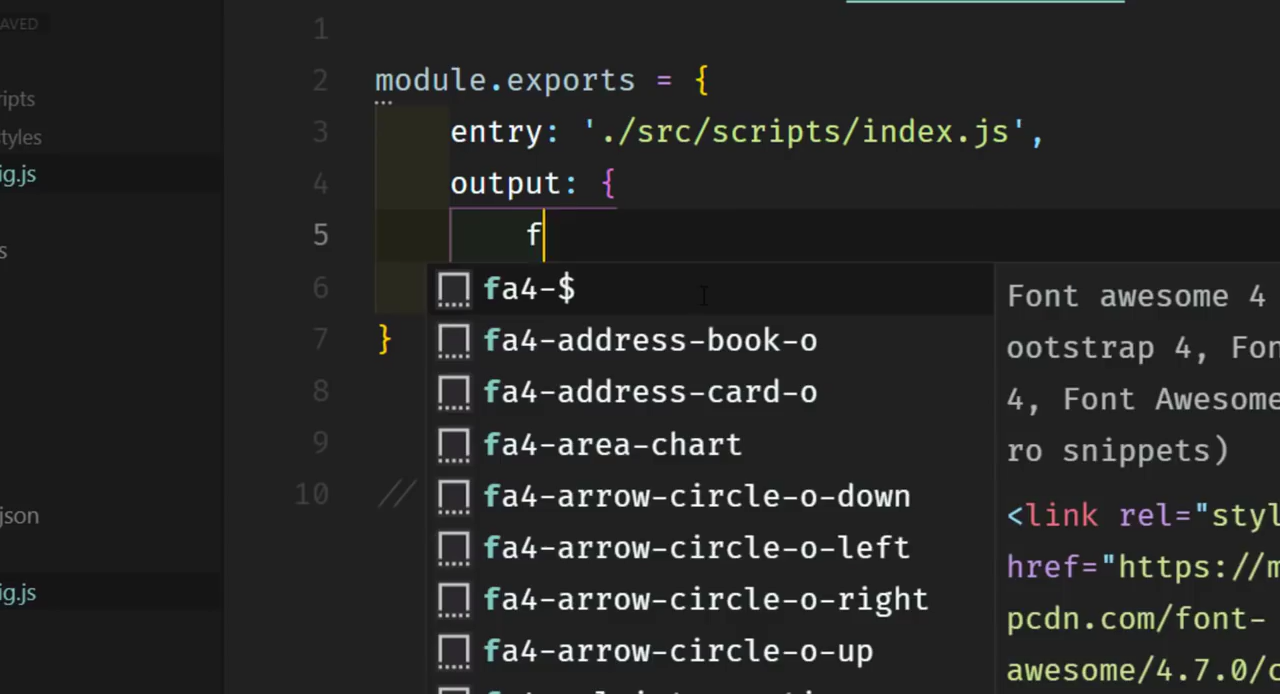 AVED
ripts
tyles
ig.js
s
json
ig.js
1
2 module.exports = {
3 entry: './src/scripts/index.js',
4 output: {
5 f
6
7 }
8
9
10 //
fa4-$
fa4-address-book-o
fa4-address-card-o
fa4-area-chart
fa4-arrow-circle-o-down
fa4-arrow-circle-o-left
fa4-arrow-circle-o-right
fa4-arrow-circle-o-up
Font awesome 4
ootstrap 4, Fon
4, Font Awesome
ro snippets)
<link rel="styl
href="https://m
pcdn.com/font-
awesome/4.7.0/c